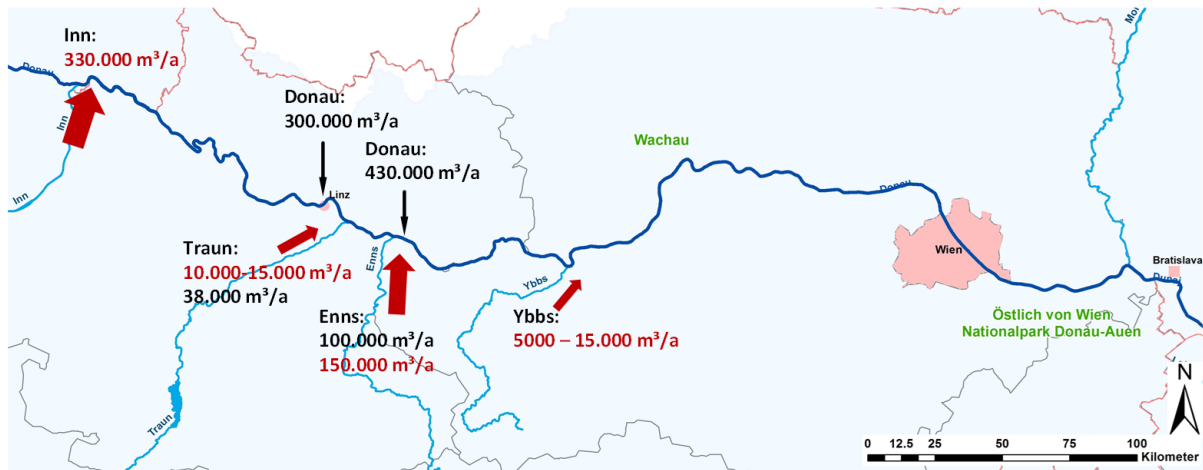 Inn:
330.000 m³/a
Donau
Inn
Inn
Donau:
300.000 m³/a
Donau:
430.000 m³/a
Linz
Traun:
10.000-15.000 m³/a
38.000 m³/a
Traun
Enns
Enns:
100.000 m³/a
150.000 m³/a
Ybbs
Ybbs:
5000 – 15.000 m³/a
Wachau
Donau
Wien
Bratislava
Östlich von Wien
Nationalpark Donau-Auen
N
0 12.5 25 50 75 100
Kilometer